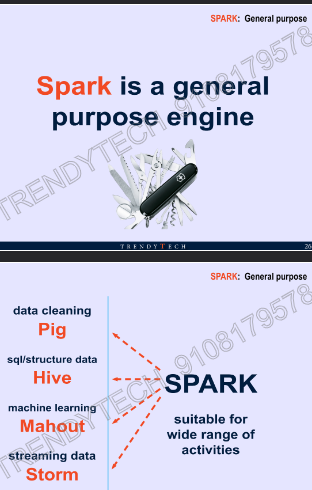 SPARK: General purpose
Spark is a general
purpose engine
TRENDYTECH 9108179578
TRENDYTECH
26
SPARK: General purpose
data cleaning
Pig
sql/structure data
Hive
machine learning
Mahout
streaming data
Storm
SPARK
suitable for
wide range of
activities
TRENDYTECH 9108179578